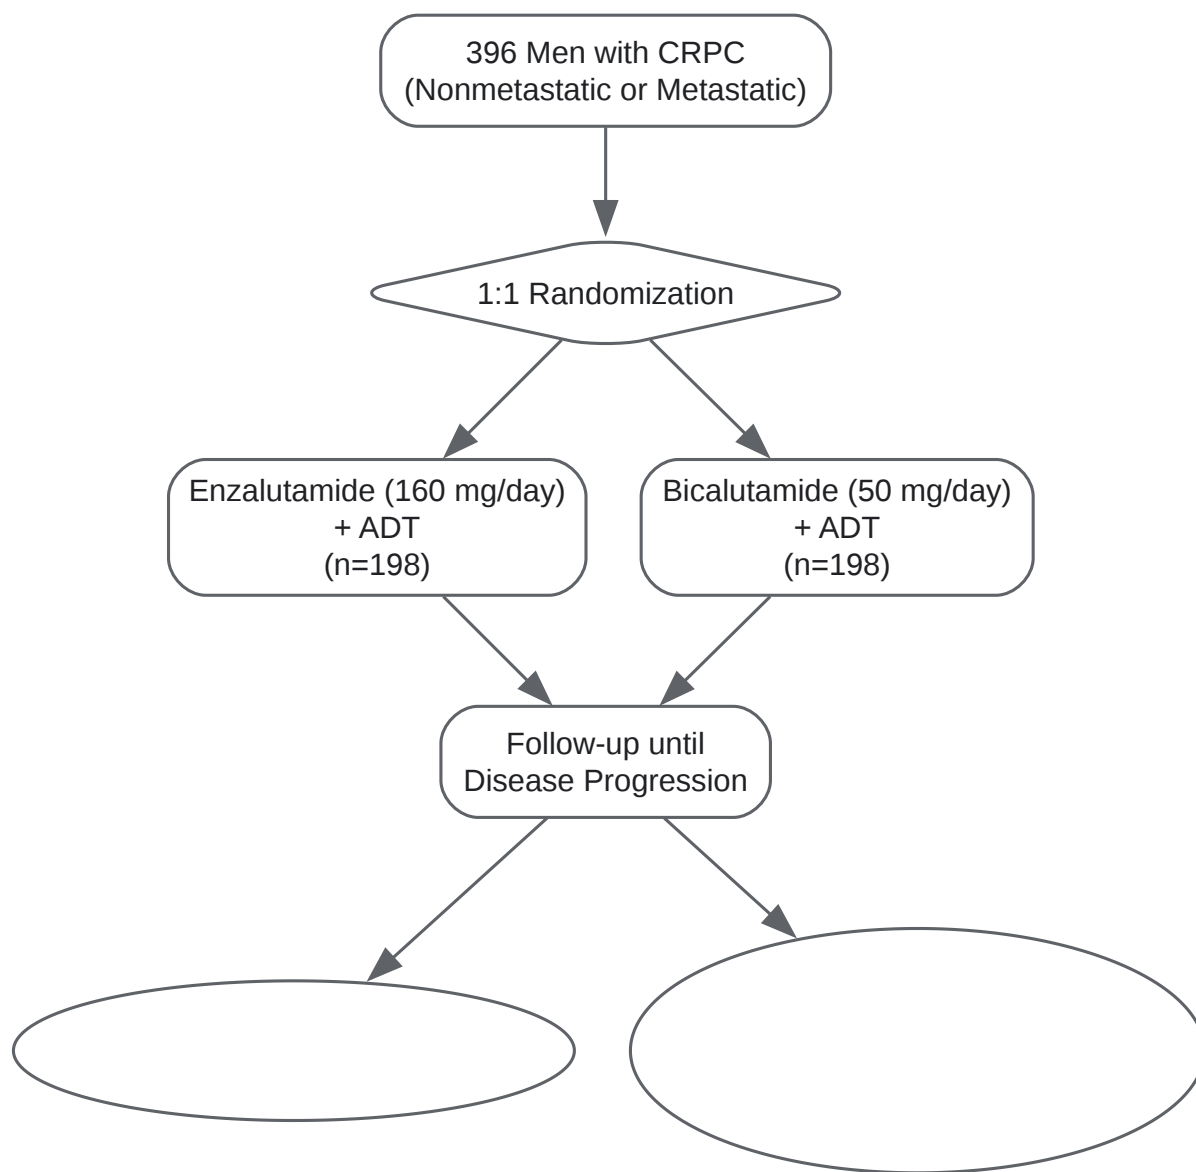 396 Men with CRPC
(Nonmetastatic or Metastatic)
1:1 Randomization
Enzalutamide (160 mg/day)
+ ADT
(n=198)
Bicalutamide (50 mg/day)
+ ADT
(n=198)
Follow-up until
Disease Progression